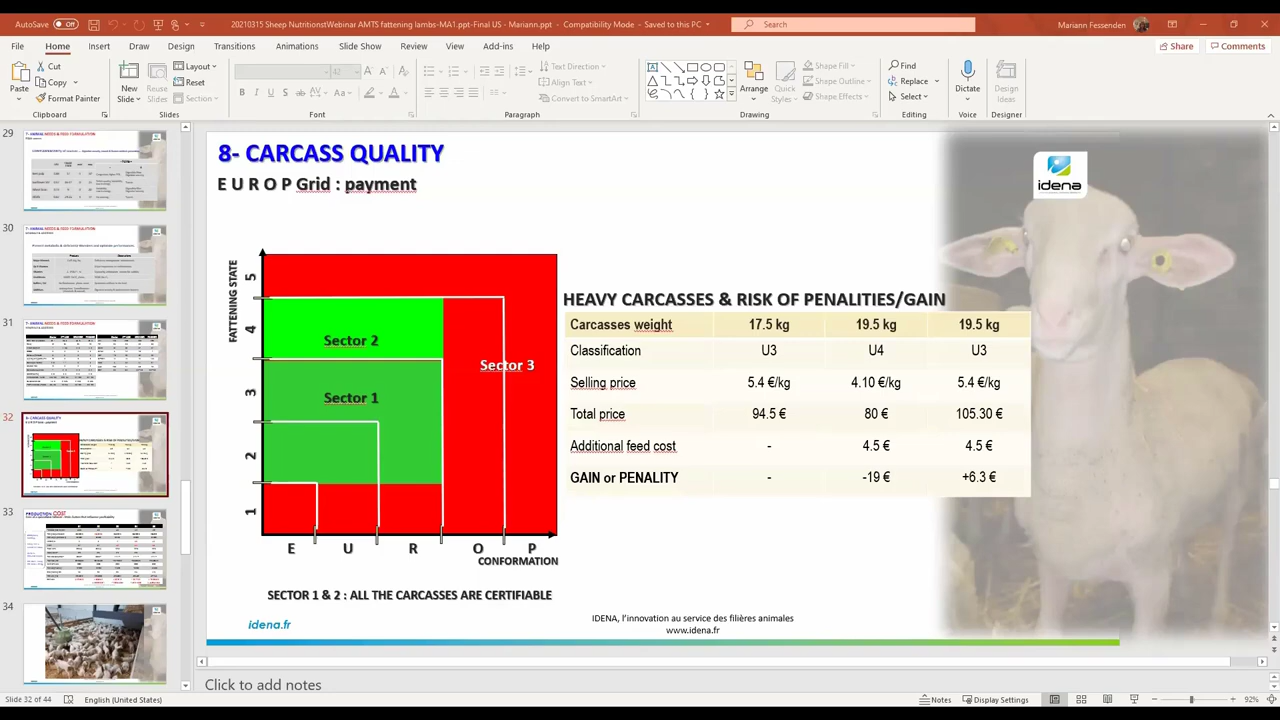 AutoSave Off 20210315 Sheep NutritionstWebinar AMTS fattening lambs-MA1.ppt-Final US - Mariann.ppt - Compatibility Mode - Saved to this PC Search Mariann Fessenden
File Home Insert Draw Design Transitions Animations Slide Show Review View Add-ins Help Share Comments
Paste Cut Copy Format Painter
Clipboard
New Slide Reuse Slides Layout Reset Section
Slides
42
B I U S AV Aa A
Font
Text Direction Align Text Convert to SmartArt
Paragraph
Arrange Quick Styles Shape Fill Shape Outline Shape Effects
Drawing
Find Replace Select
Editing
Dictate
Voice
Design Ideas
Designer
29
30
31
32
33
34
8- CARCASS QUALITY
E U R O P Grid : payment
idena
FATTENING STATE
5
4
3
2
1
Sector 2
Sector 1
Sector 3
E U R O P
CONFORMATION
SECTOR 1 & 2 : ALL THE CARCASSES ARE CERTIFIABLE
HEAVY CARCASSES & RISK OF PENALITIES/GAIN
Carcasses weight 17.5 kg 19.5 kg 19.5 kg
Classification U3 U4 U3
Selling price 5.4 €/kg 4.10 €/kg 5.4 €/kg
Total price 94.5 € 80 € 105.30 €
Additional feed cost - 4.5 € 4.5 €
GAIN or PENALITY - -19 € +6.3 €
idena.fr
IDENA, l'innovation au service des filières animales
www.idena.fr
Click to add notes
Slide 32 of 44 English (United States) Notes Display Settings 92%